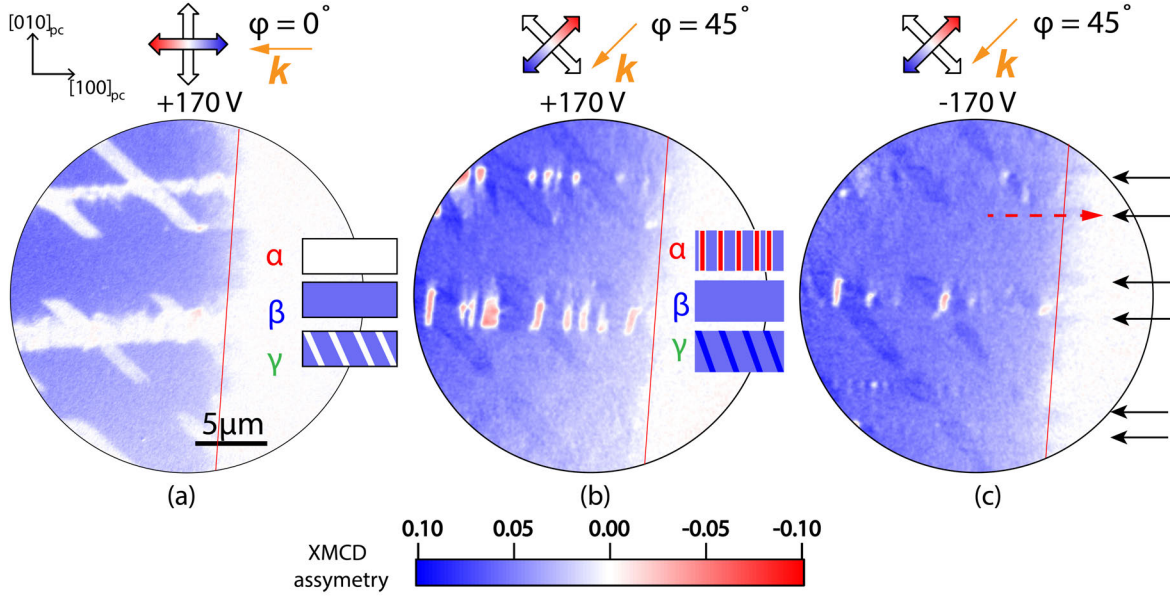 [010]pc
[100]pc
φ = 0°
k
+170 V
φ = 45°
k
+170 V
φ = 45°
k
-170 V
α
β
γ
α
β
γ
5µm
(a)
(b)
(c)
XMCD
assymetry
0.10 0.05 0.00 -0.05 -0.10